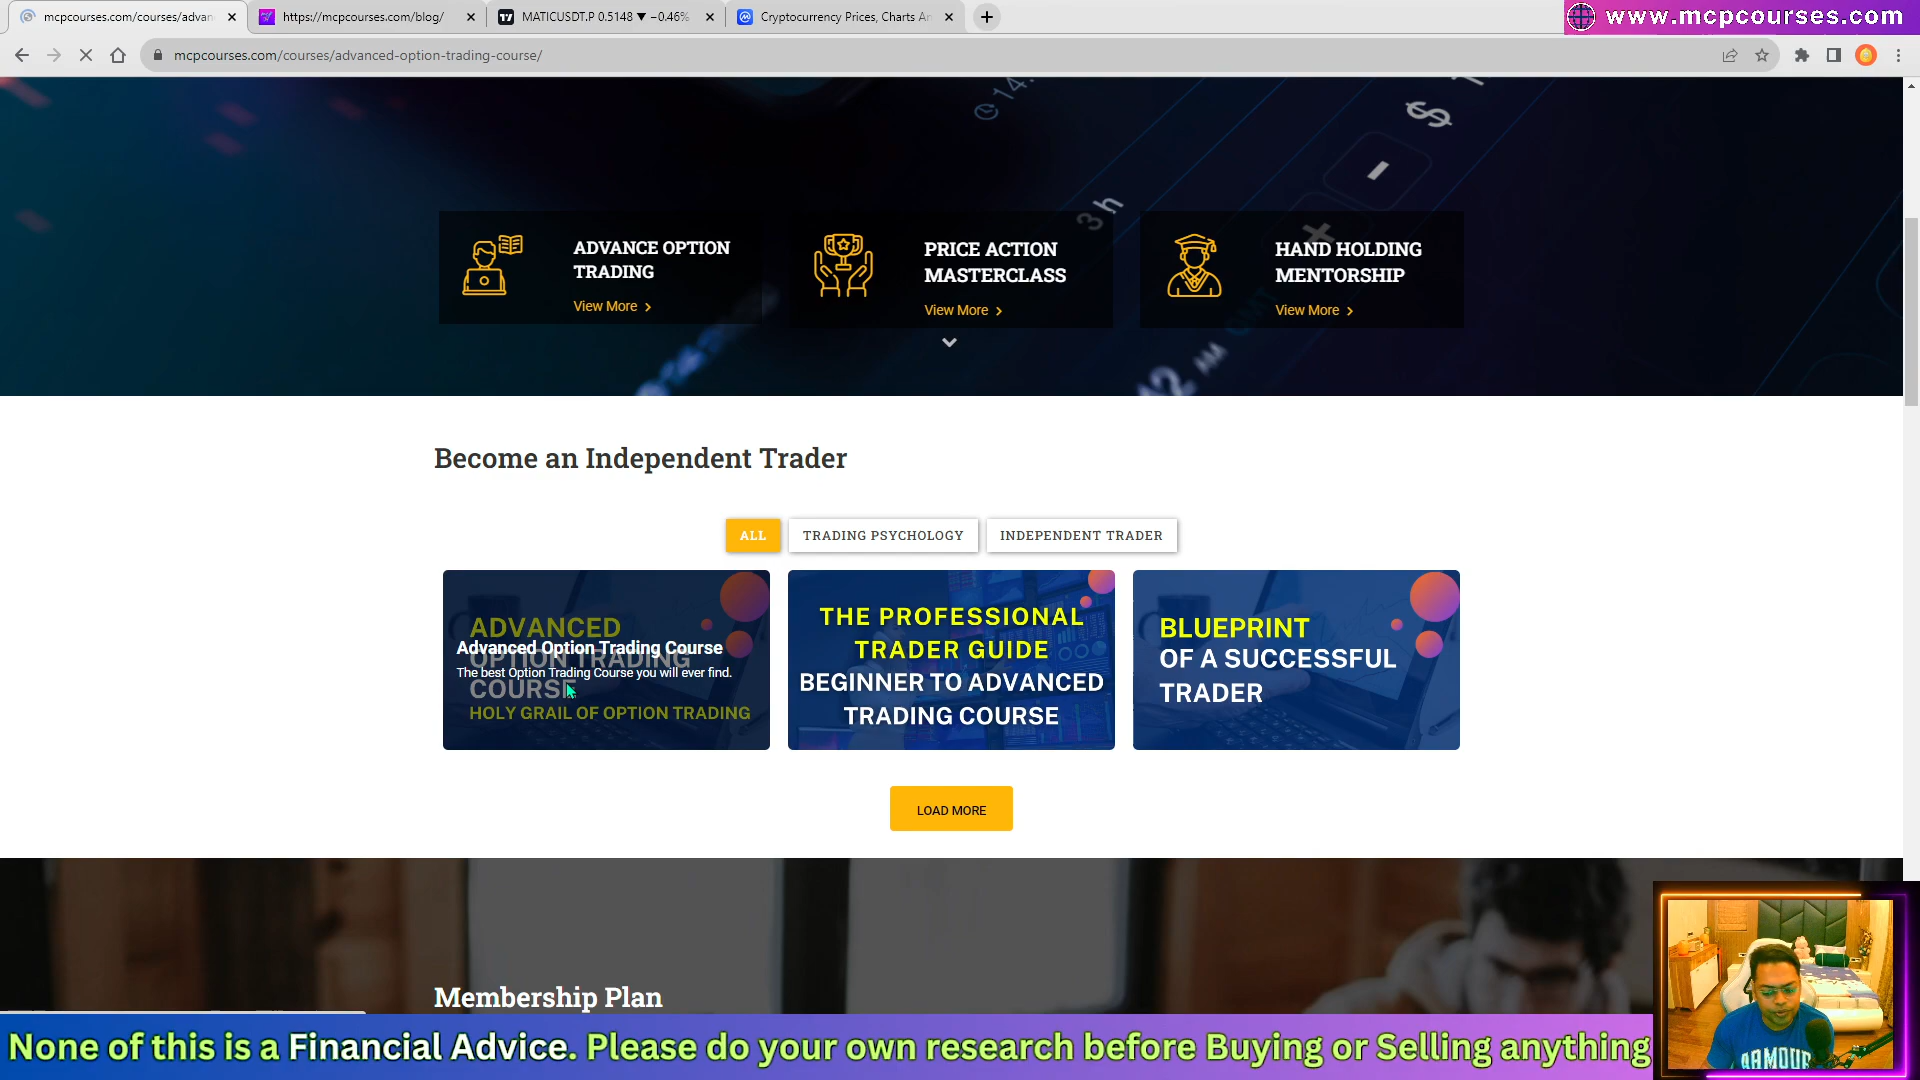 mcpcourses.com/courses/advan
https://mcpcourses.com/blog/
MATICUSDT.P 0.5148 ▼ −0.46%
Cryptocurrency Prices, Charts An
www.mcpcourses.com
mcpcourses.com/courses/advanced-option-trading-course/
ADVANCE OPTION
TRADING
View More >
PRICE ACTION
MASTERCLASS
View More >
HAND HOLDING
MENTORSHIP
View More >
Become an Independent Trader
ALL
TRADING PSYCHOLOGY
INDEPENDENT TRADER
ADVANCED
Advanced Option Trading Course
OPTION TRADING
The best Option Trading Course you will ever find.
COURSE
HOLY GRAIL OF OPTION TRADING
THE PROFESSIONAL
TRADER GUIDE
BEGINNER TO ADVANCED
TRADING COURSE
BLUEPRINT
OF A SUCCESSFUL
TRADER
LOAD MORE
Membership Plan
None of this is a Financial Advice. Please do your own research before Buying or Selling anything